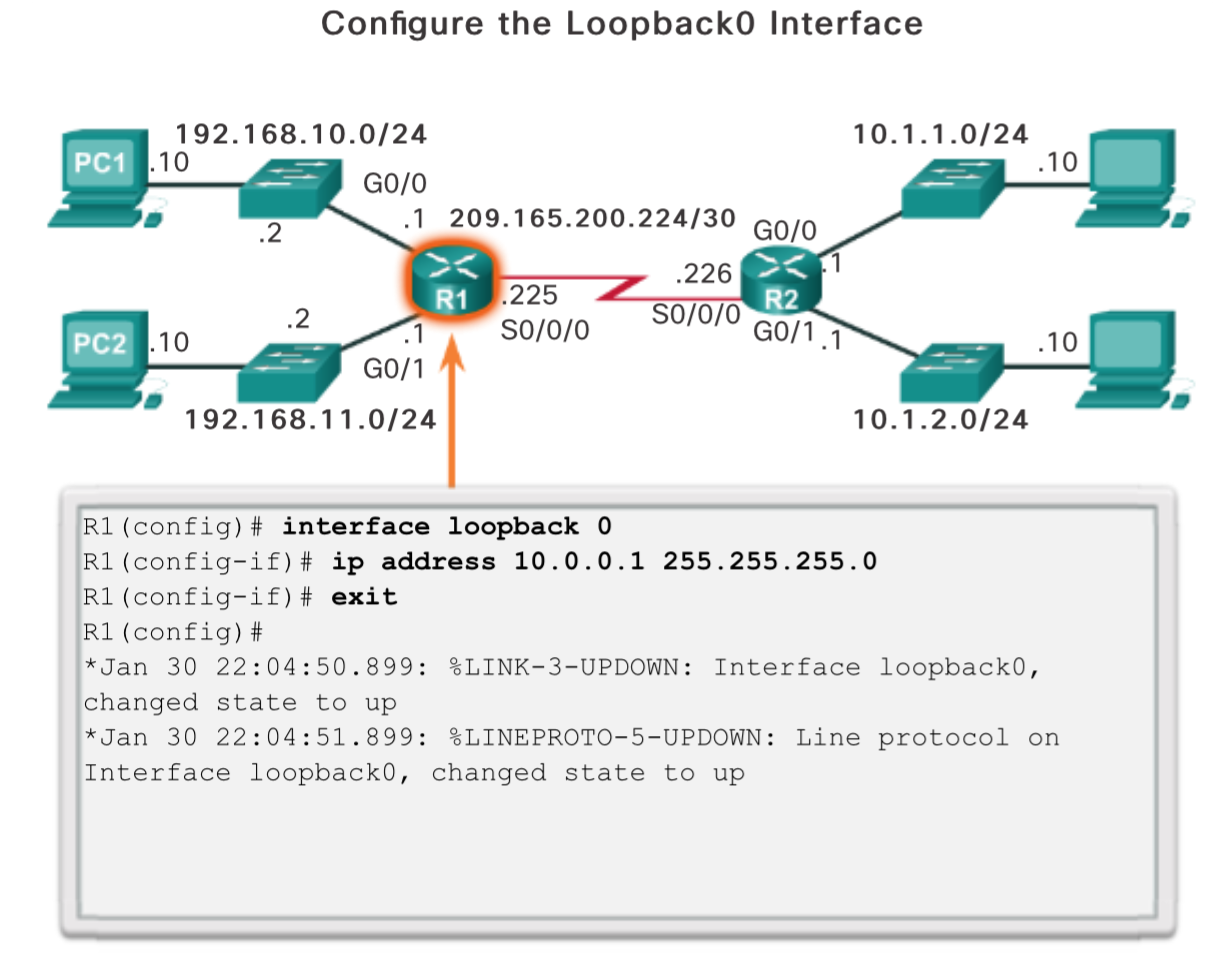 Configure the Loopback0 Interface
192.168.10.0/24
10.1.1.0/24
PC1
.10
.10
G0/0
.1
209.165.200.224/30
.2
G0/0
.1
.226
R1
.225
R2
S0/0/0
S0/0/0
G0/1
.1
.2
.1
PC2
.10
.10
G0/1
192.168.11.0/24
10.1.2.0/24
R1(config)# interface loopback 0
R1(config-if)# ip address 10.0.0.1 255.255.255.0
R1(config-if)# exit
R1(config)#
*Jan 30 22:04:50.899: %LINK-3-UPDOWN: Interface loopback0,
changed state to up
*Jan 30 22:04:51.899: %LINEPROTO-5-UPDOWN: Line protocol on
Interface loopback0, changed state to up